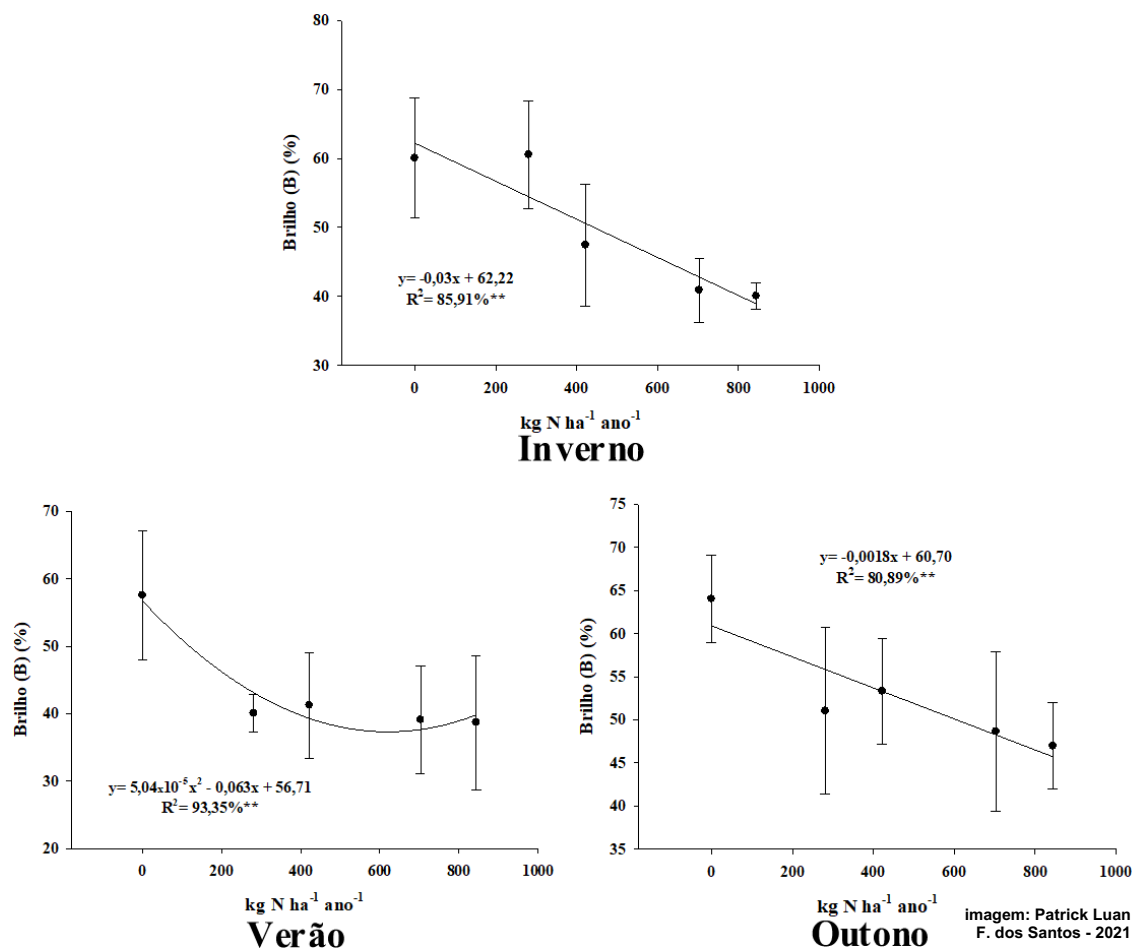 80
70
60
50
40
30
Brilho (B) (%)
y= -0,03x + 62,22
R²= 85,91%**
0 200 400 600 800 1000
kg N ha⁻¹ ano⁻¹
Inverno
70
60
50
40
30
20
Brilho (B) (%)
y= 5,04x10⁻⁵x² - 0,063x + 56,71
R²= 93,35%**
0 200 400 600 800 1000
kg N ha⁻¹ ano⁻¹
Verão
75
70
65
60
55
50
45
40
35
Brilho (B) (%)
y= -0,0018x + 60,70
R²= 80,89%**
0 200 400 600 800 1000
kg N ha⁻¹ ano⁻¹
Outono
imagem: Patrick Luan
F. dos Santos - 2021